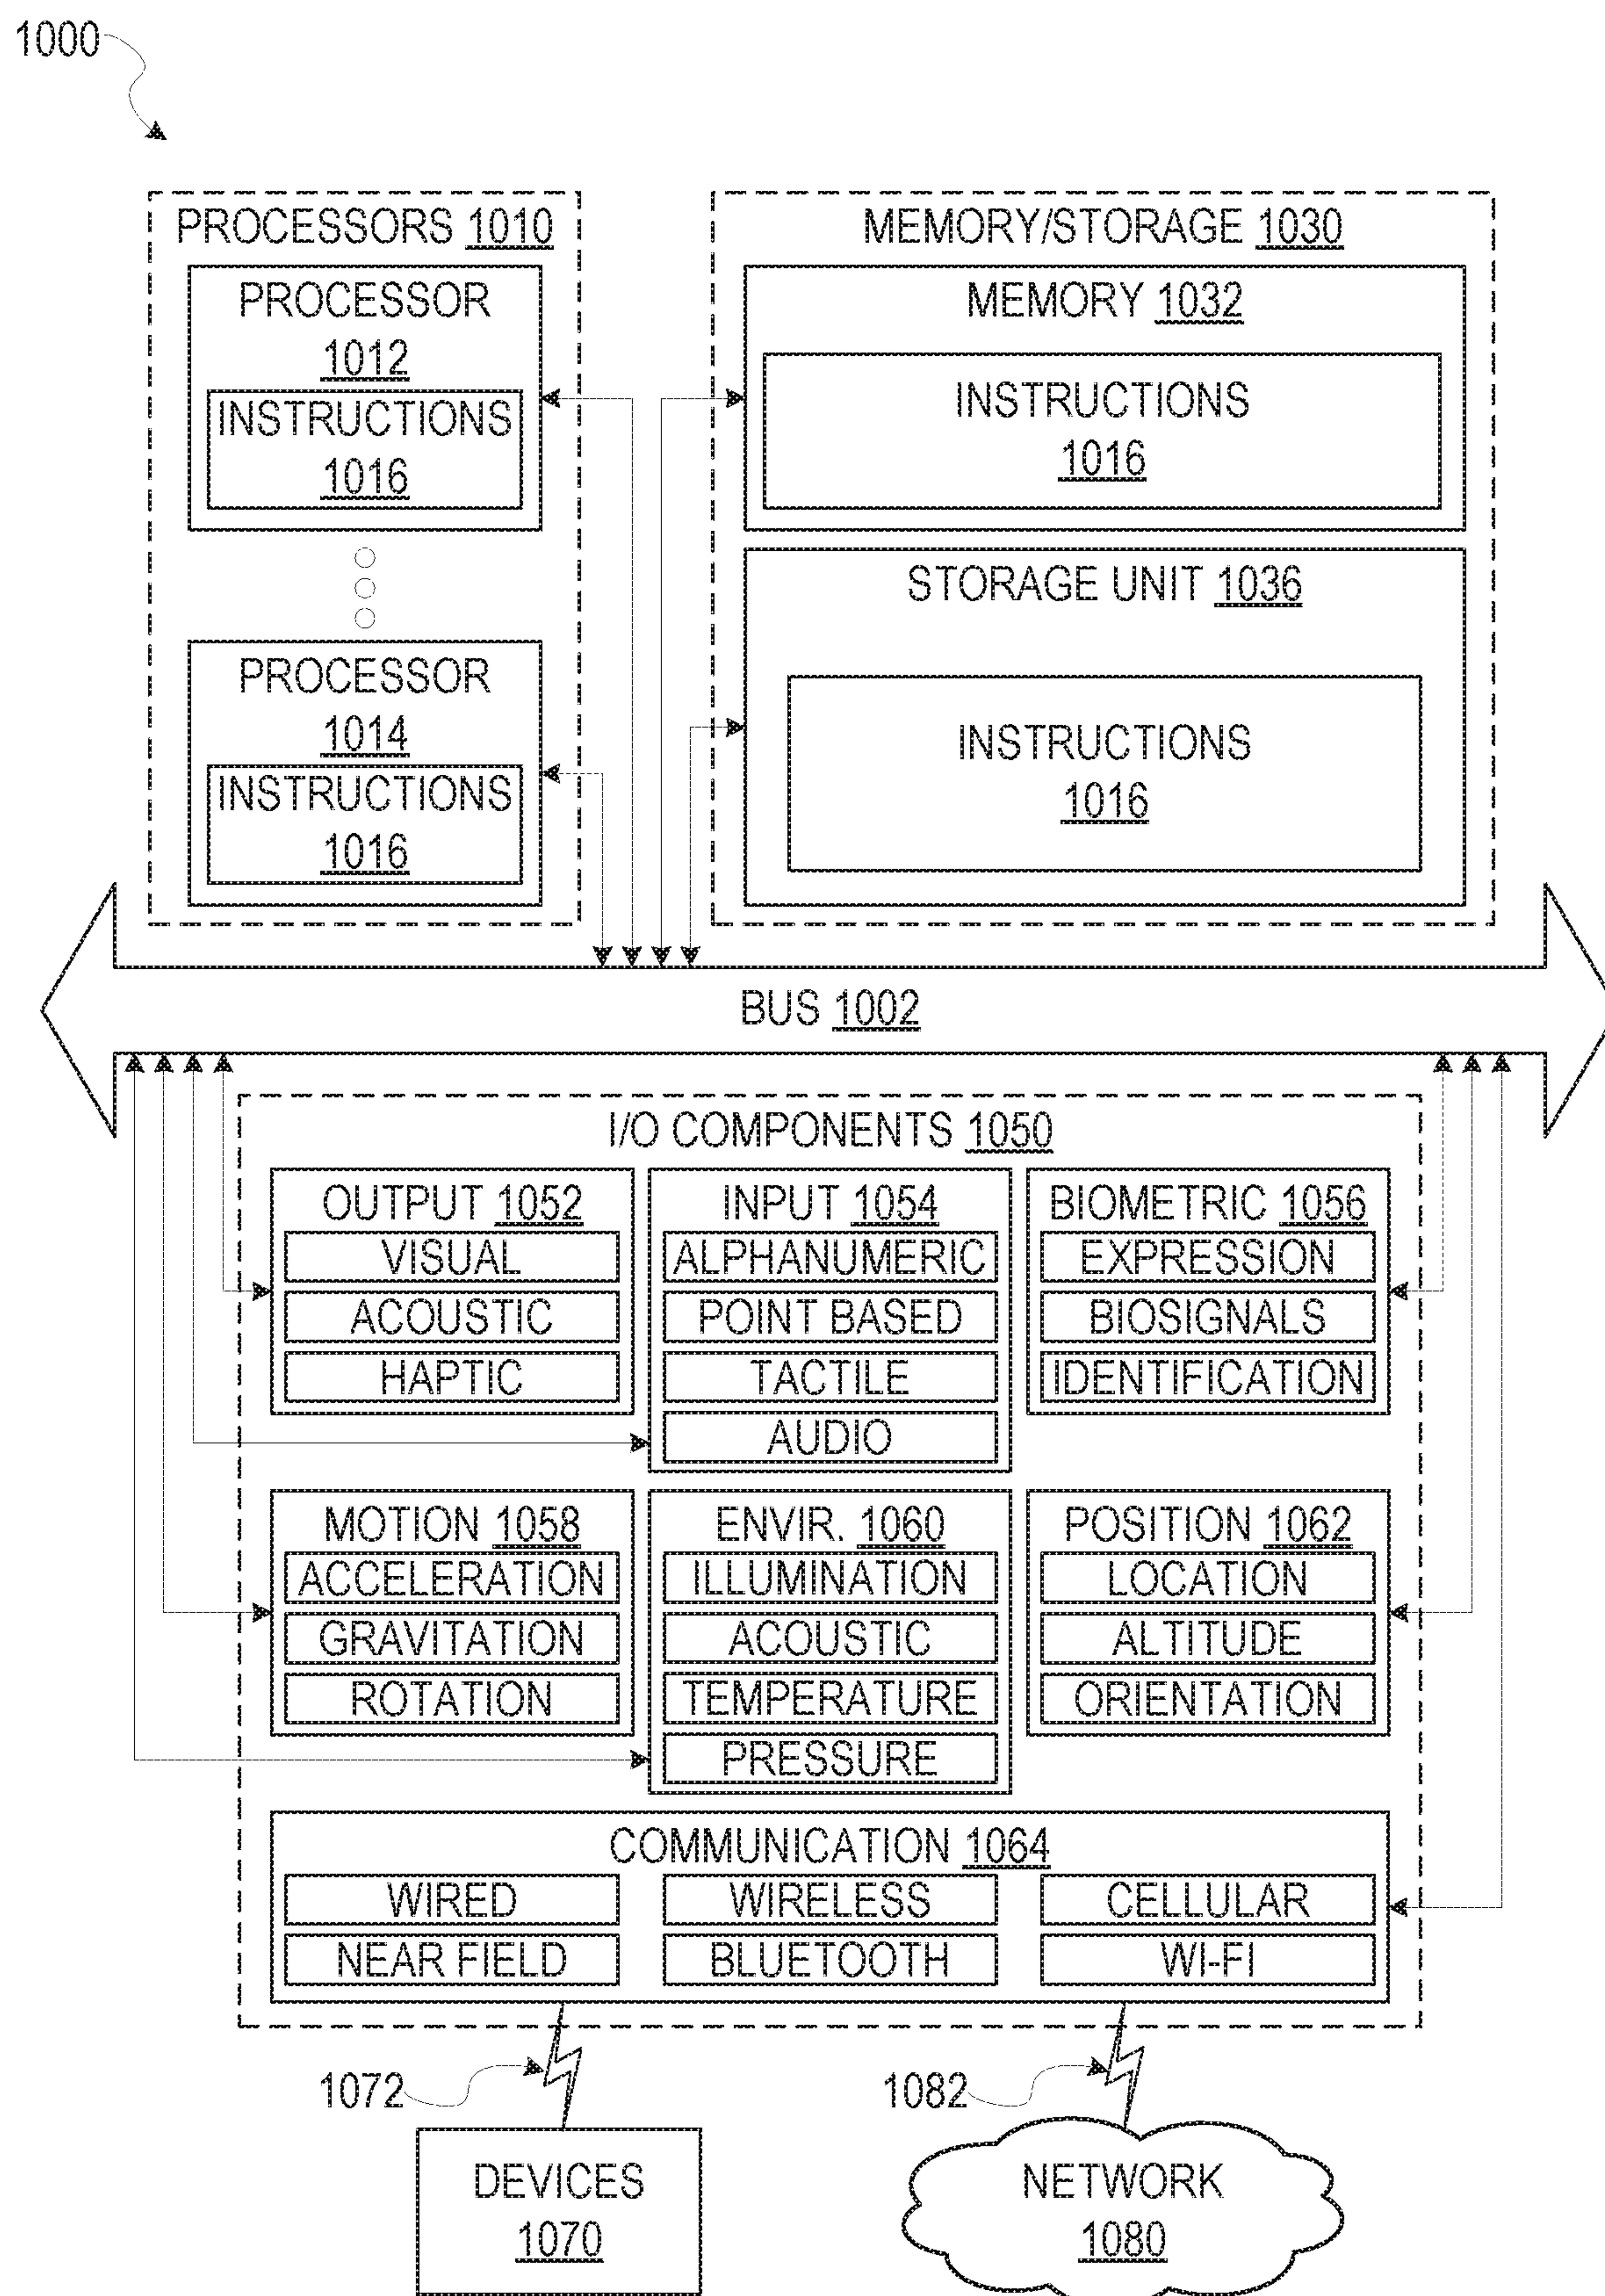 1000
PROCESSORS 1010
PROCESSOR
1012
INSTRUCTIONS
1016
PROCESSOR
1014
INSTRUCTIONS
1016
MEMORY/STORAGE 1030
MEMORY 1032
INSTRUCTIONS
1016
STORAGE UNIT 1036
INSTRUCTIONS
1016
BUS 1002
I/O COMPONENTS 1050
OUTPUT 1052
VISUAL
ACOUSTIC
HAPTIC
INPUT 1054
ALPHANUMERIC
POINT BASED
TACTILE
AUDIO
BIOMETRIC 1056
EXPRESSION
BIOSIGNALS
IDENTIFICATION
MOTION 1058
ACCELERATION
GRAVITATION
ROTATION
ENVIR. 1060
ILLUMINATION
ACOUSTIC
TEMPERATURE
PRESSURE
POSITION 1062
LOCATION
ALTITUDE
ORIENTATION
COMMUNICATION 1064
WIRED
WIRELESS
CELLULAR
NEAR FIELD
BLUETOOTH
WI-FI
1072
1082
DEVICES
1070
NETWORK
1080